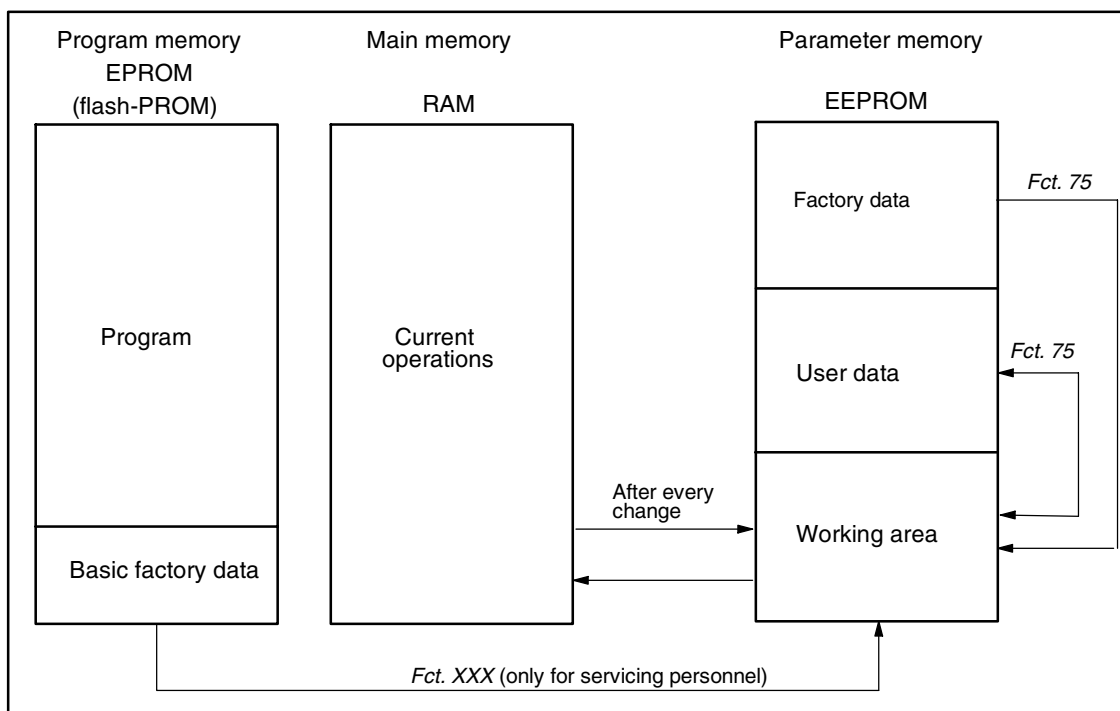 Program memory
EPROM
(flash-PROM)
Main memory
RAM
Parameter memory
EEPROM
Factory data
Fct. 75
Program
Current
operations
User data
Fct. 75
After every
change
Working area
Basic factory data
Fct. XXX (only for servicing personnel)